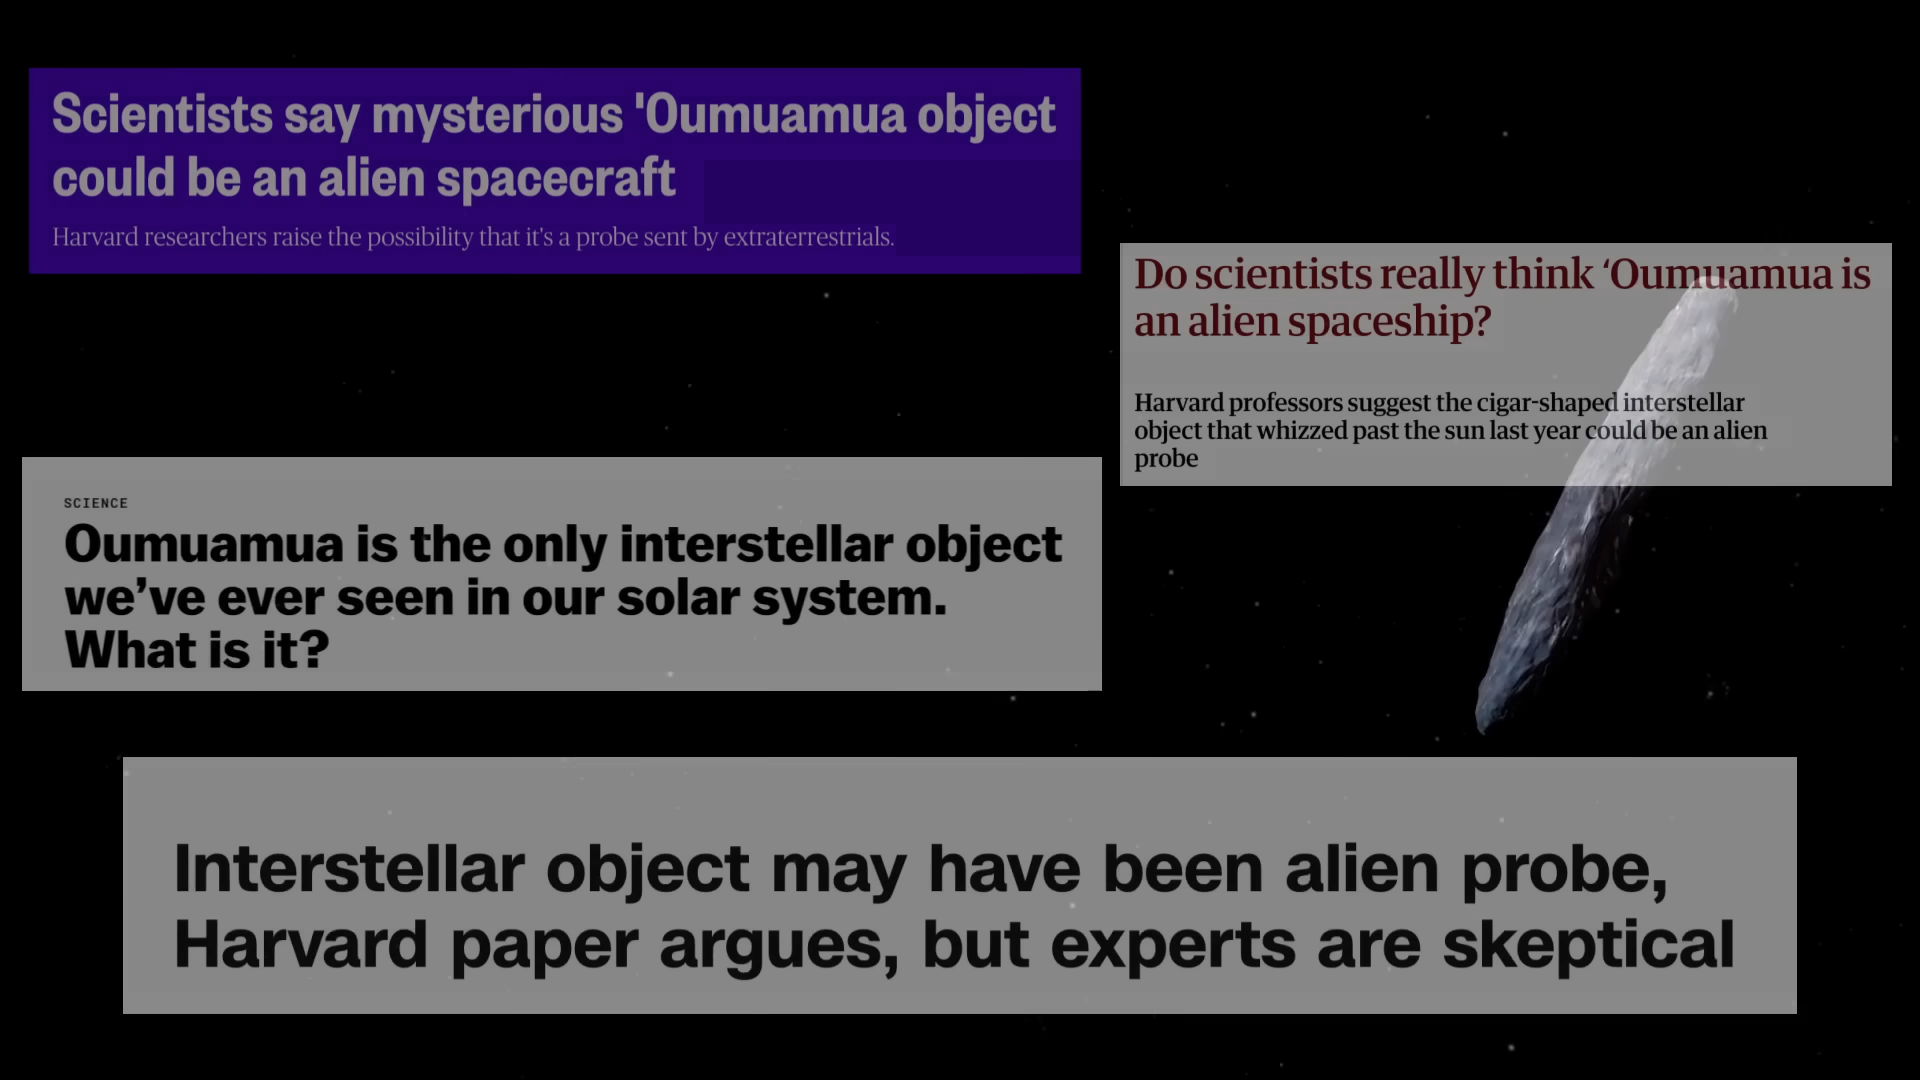 Scientists say mysterious 'Oumuamua object
could be an alien spacecraft
Harvard researchers raise the possibility that it's a probe sent by extraterrestrials.
Do scientists really think ‘Oumuamua is
an alien spaceship?
Harvard professors suggest the cigar-shaped interstellar
object that whizzed past the sun last year could be an alien
probe
SCIENCE
Oumuamua is the only interstellar object
we’ve ever seen in our solar system.
What is it?
Interstellar object may have been alien probe,
Harvard paper argues, but experts are skeptical